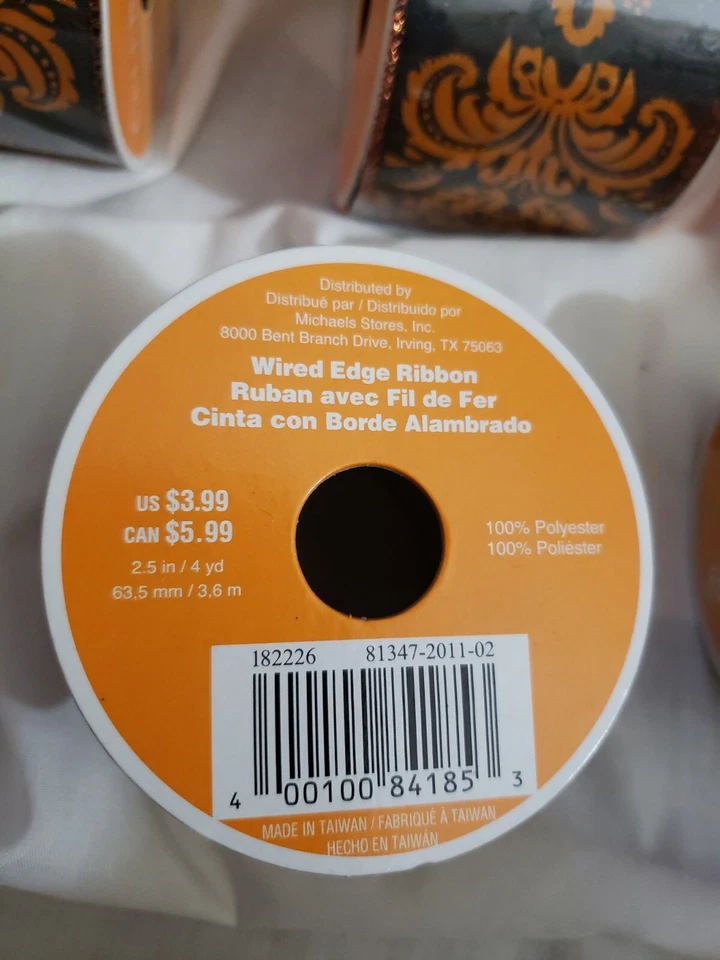 Distributed by
Distribué par / Distribuido por
Michaels Stores, Inc.
8000 Bent Branch Drive, Irving, TX 75063
Wired Edge Ribbon
Ruban avec Fil de Fer
Cinta con Borde Alambrado
US $3.99
CAN $5.99
2.5 in / 4 yd
63,5 mm / 3,6 m
100% Polyester
100% Poliéster
182226 81347-2011-02
4 00100 84185 3
MADE IN TAIWAN / FABRIQUÉ À TAIWAN
HECHO EN TAIWÁN